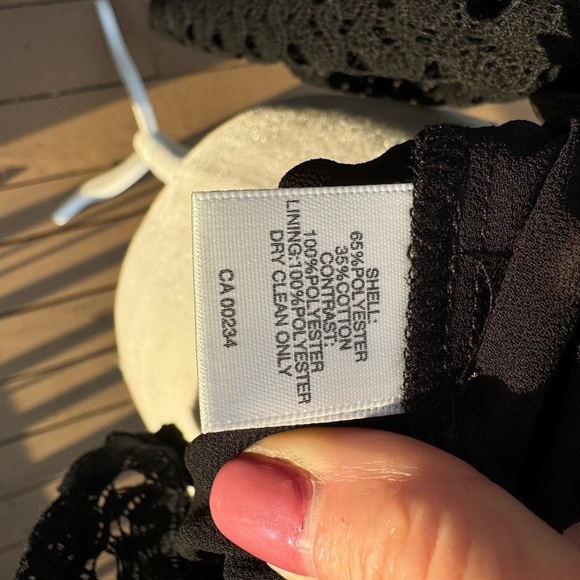 SHELL:
65%POLYESTER
35%COTTON
CONTRAST:
100%POLYESTER
LINING:100%POLYESTER
DRY CLEAN ONLY
CA 00234